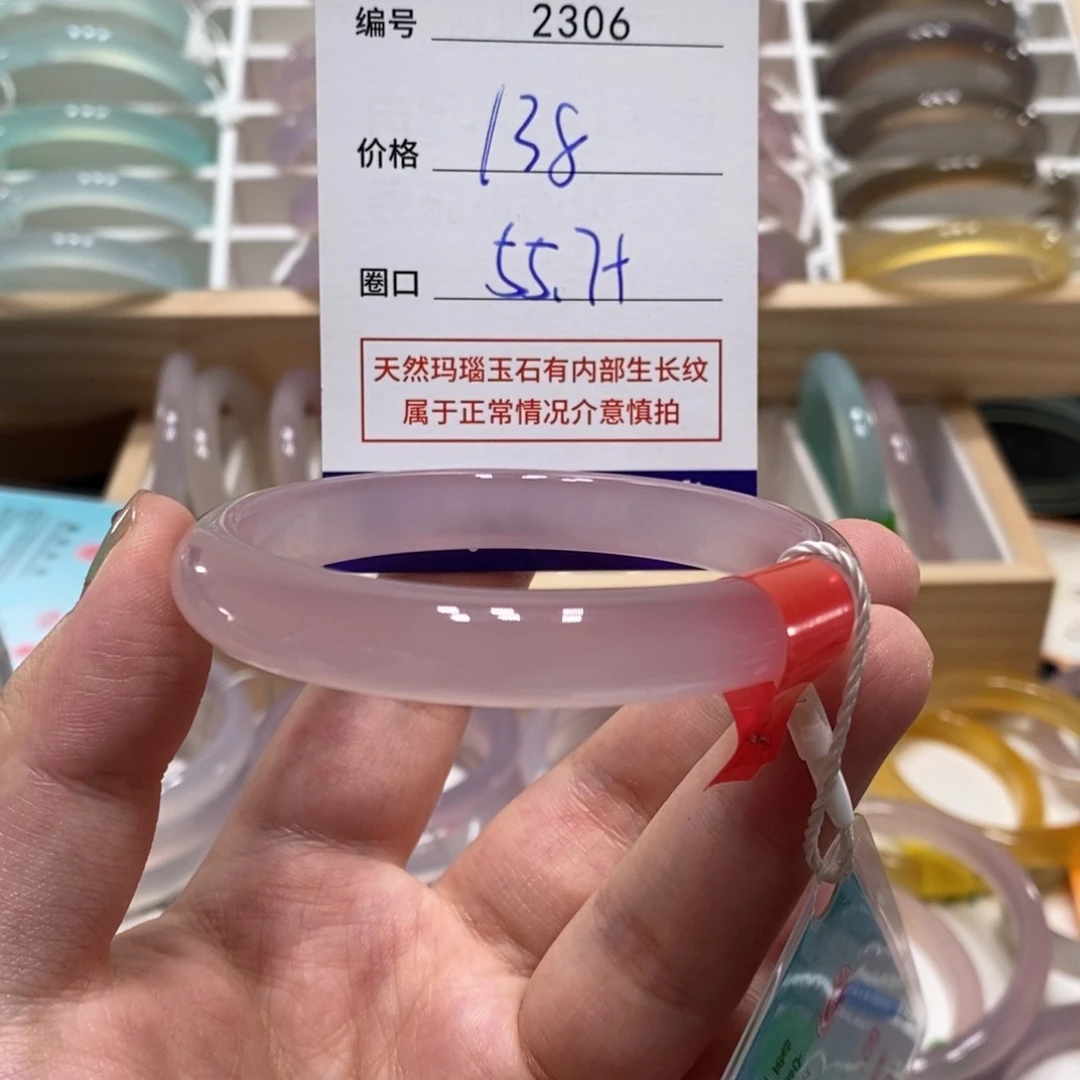 编号 2306
价格 138
圈口 55.7+
天然玛瑙玉石有内部生长纹
属于正常情况介意慎拍